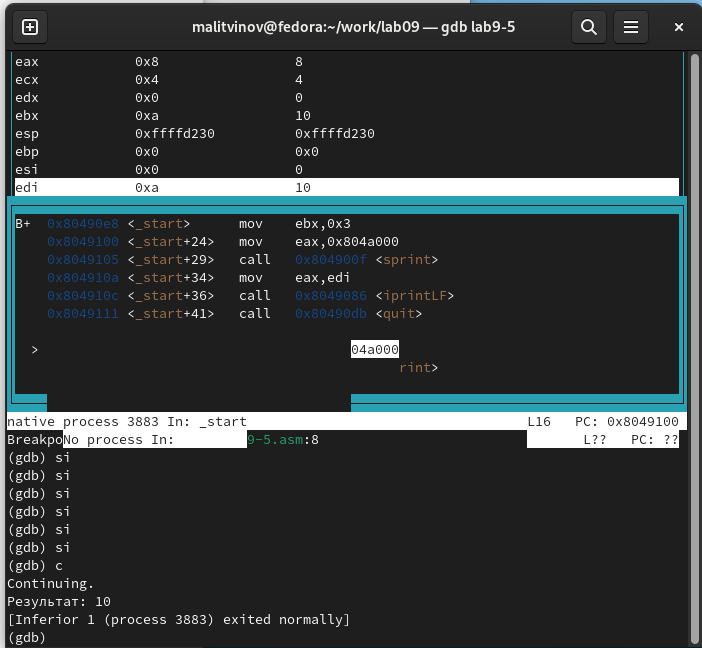 malitvinov@fedora:~/work/lab09 — gdb lab9-5
eax 0x8 8
ecx 0x4 4
edx 0x0 0
ebx 0xa 10
esp 0xffffd230 0xffffd230
ebp 0x0 0x0
esi 0x0 0
edi 0xa 10
B+ 0x80490e8 <_start> mov ebx,0x3
0x8049100 <_start+24> mov eax,0x804a000
0x8049105 <_start+29> call 0x804900f <sprint>
0x804910a <_start+34> mov eax,edi
0x804910c <_start+36> call 0x8049086 <iprintLF>
0x8049111 <_start+41> call 0x80490db <quit>
> 04a000
rint>
native process 3883 In: _start L16 PC: 0x8049100
BreakpoNo process In: 9-5.asm:8 L?? PC: ??
(gdb) si
(gdb) si
(gdb) si
(gdb) si
(gdb) si
(gdb) si
(gdb) c
Continuing.
Результат: 10
[Inferior 1 (process 3883) exited normally]
(gdb)